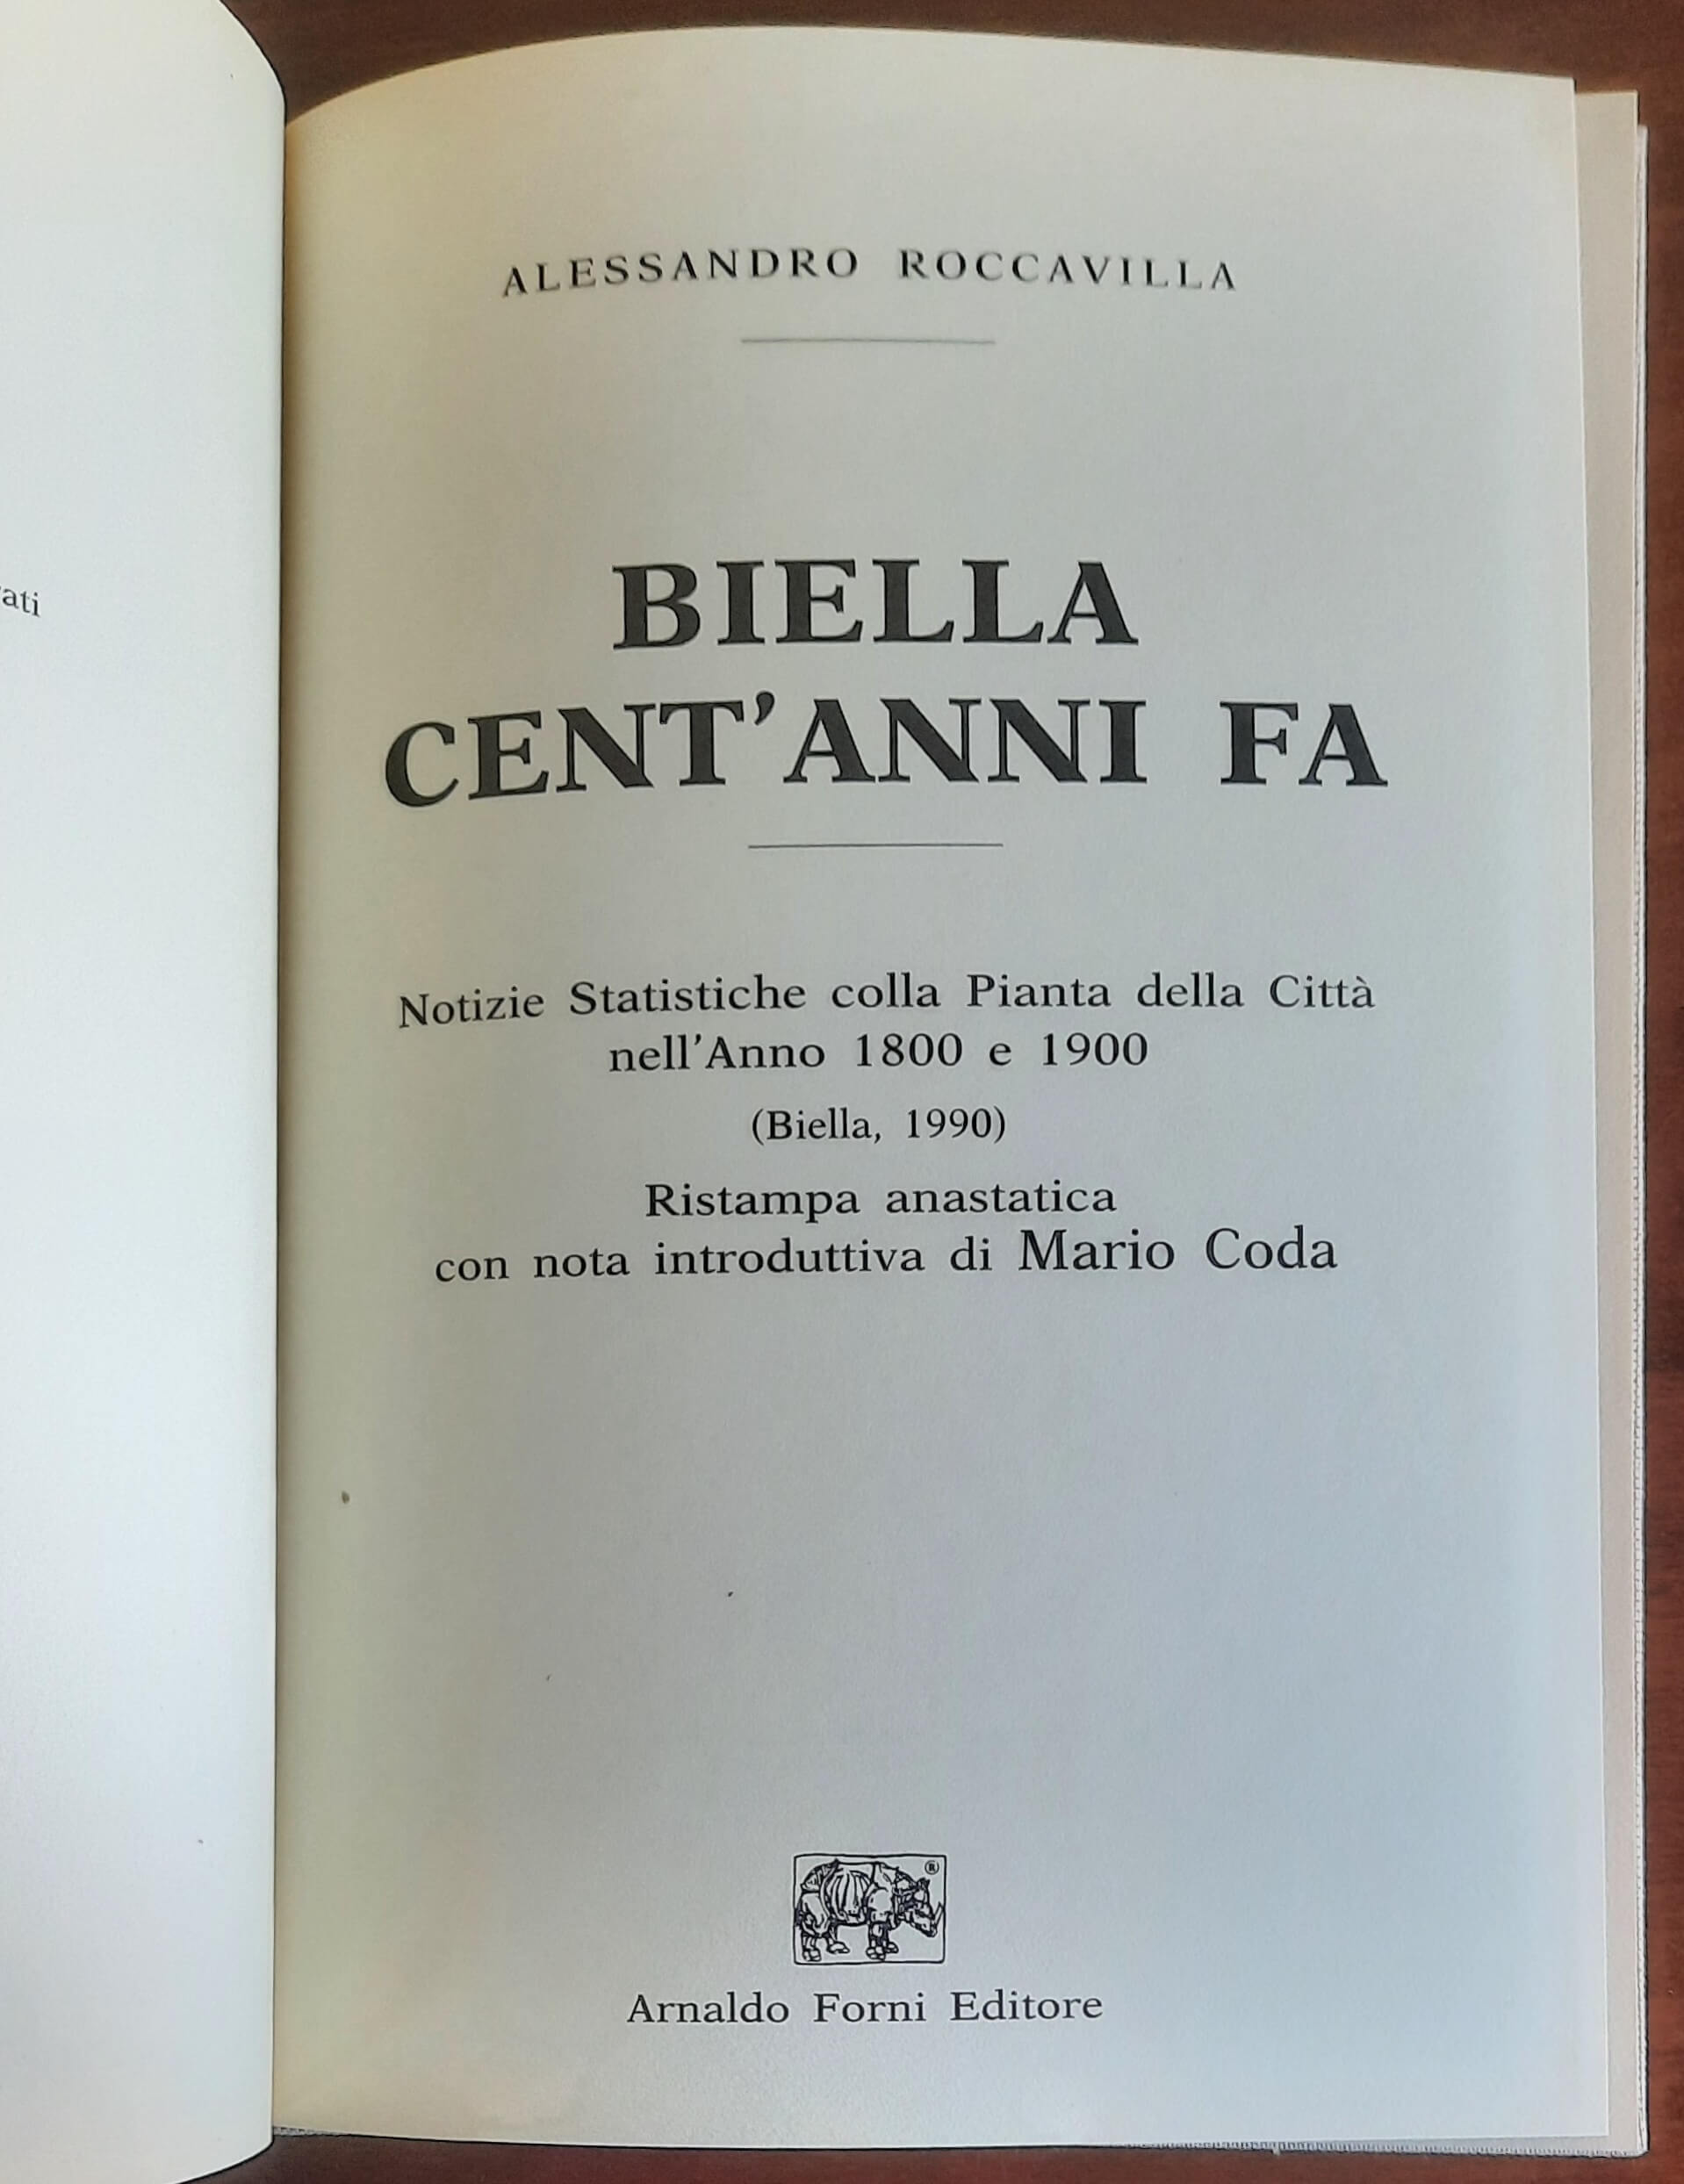 ati
ALESSANDRO ROCCAVILLA
BIELLA
CENT'ANNI FA
Notizie Statistiche colla Pianta della Città
nell'Anno 1800 e 1900
(Biella, 1990)
Ristampa anastatica
con nota introduttiva di Mario Coda
®
Arnaldo Forni Editore